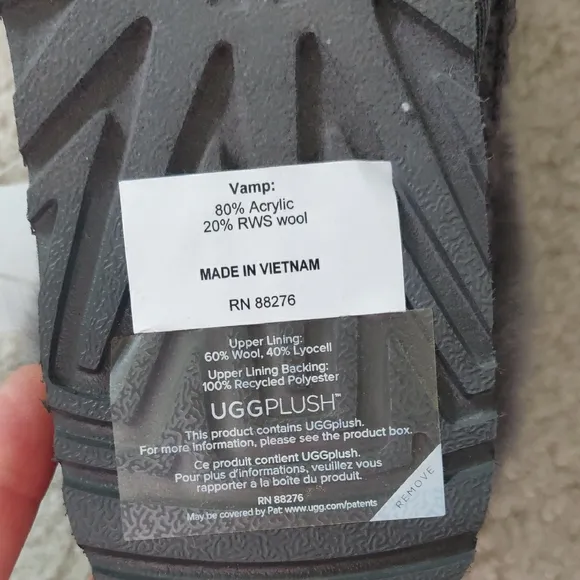 Vamp:
80% Acrylic
20% RWS wool
MADE IN VIETNAM
RN 88276
Upper Lining:
60% Wool, 40% Lyocell
Upper Lining Backing:
100% Recycled Polyester
UGGPLUSH™
This product contains UGGplush.
For more information, please see the product box.
Ce produit contient UGGplush.
Pour plus d'informations, veuillez vous
rapporter à la boîte du produit.
RN 88276
May be covered by Pat: www.ugg.com/patents
REMOVE